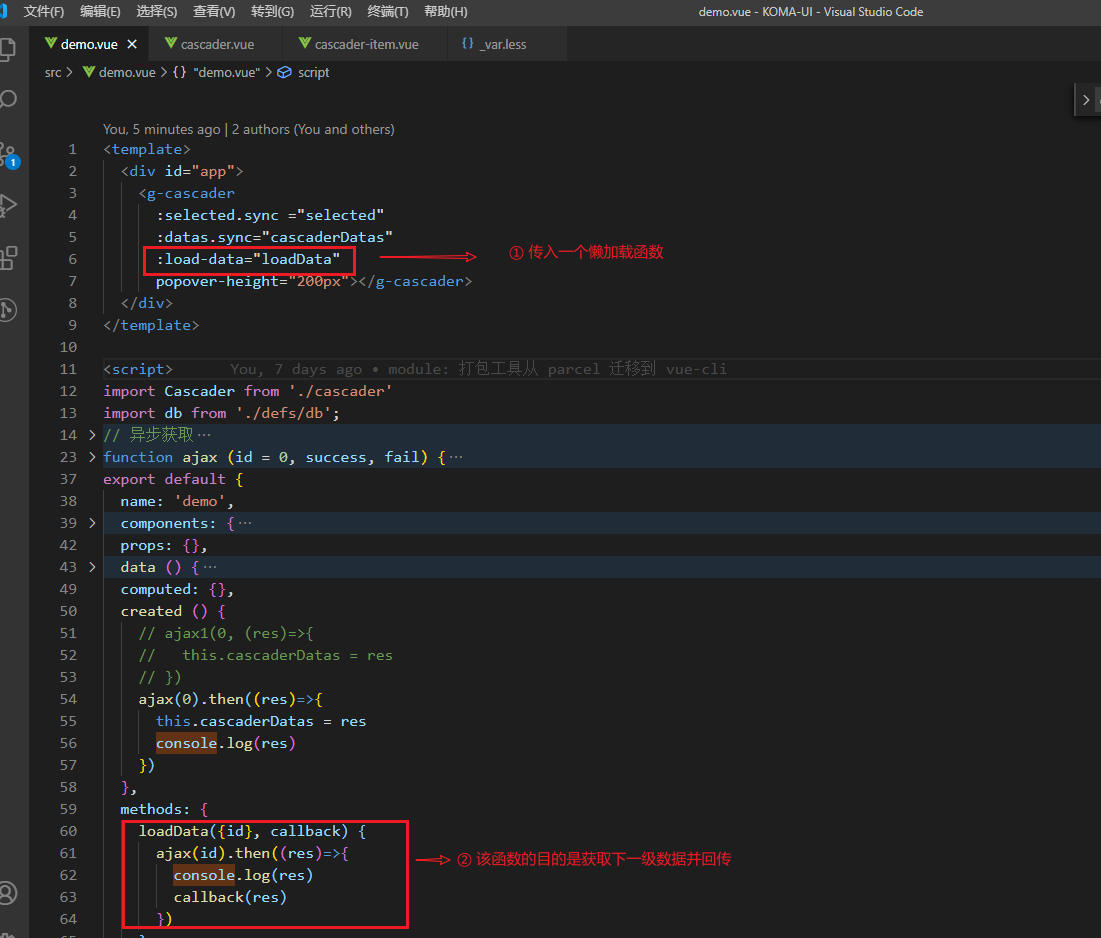 文件(F) 编辑(E) 选择(S) 查看(V) 转到(G) 运行(R) 终端(T) 帮助(H) demo.vue - KOMA-UI - Visual Studio Code
demo.vue × cascader.vue cascader-item.vue {} _var.less
src > demo.vue > {} "demo.vue" > script
You, 5 minutes ago | 2 authors (You and others)
1 <template>
2 <div id="app">
3 <g-cascader
4 :selected.sync ="selected"
5 :datas.sync="cascaderDatas"
6 :load-data="loadData" ① 传入一个懒加载函数
7 popover-height="200px"></g-cascader>
8 </div>
9 </template>
10
11 <script> You, 7 days ago • module: 打包工具从 parcel 迁移到 vue-cli
12 import Cascader from './cascader'
13 import db from './defs/db';
14 > // 异步获取 ···
23 > function ajax (id = 0, success, fail) { ···
37 export default {
38 name: 'demo',
39 > components: { ···
42 props: {},
43 > data () { ···
49 computed: {},
50 created () {
51 // ajax1(0, (res)=>{
52 //   this.cascaderDatas = res
53 // })
54 ajax(0).then((res)=>{
55 this.cascaderDatas = res
56 console.log(res)
57 })
58 },
59 methods: {
60 loadData({id}, callback) {
61 ajax(id).then((res)=>{ ② 该函数的目的是获取下一级数据并回传
62 console.log(res)
63 callback(res)
64 })
1